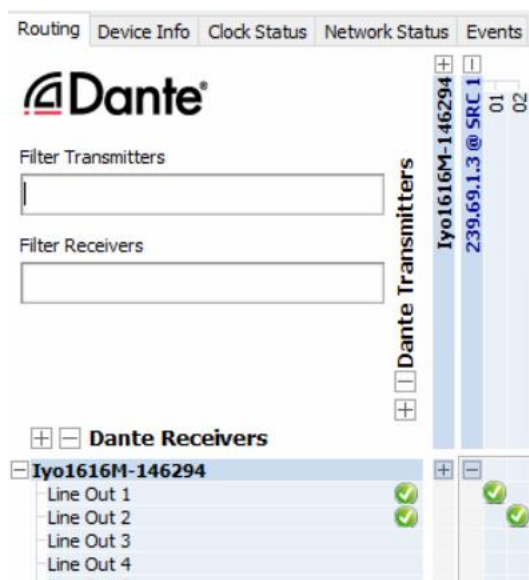 Routing Device Info Clock Status Network Status Events
Dante®
Filter Transmitters
Filter Receivers
Dante Transmitters
Iyo1616M-146294
239.69.1.3 @ SRC 1
01
02
Dante Receivers
Iyo1616M-146294
Line Out 1
Line Out 2
Line Out 3
Line Out 4